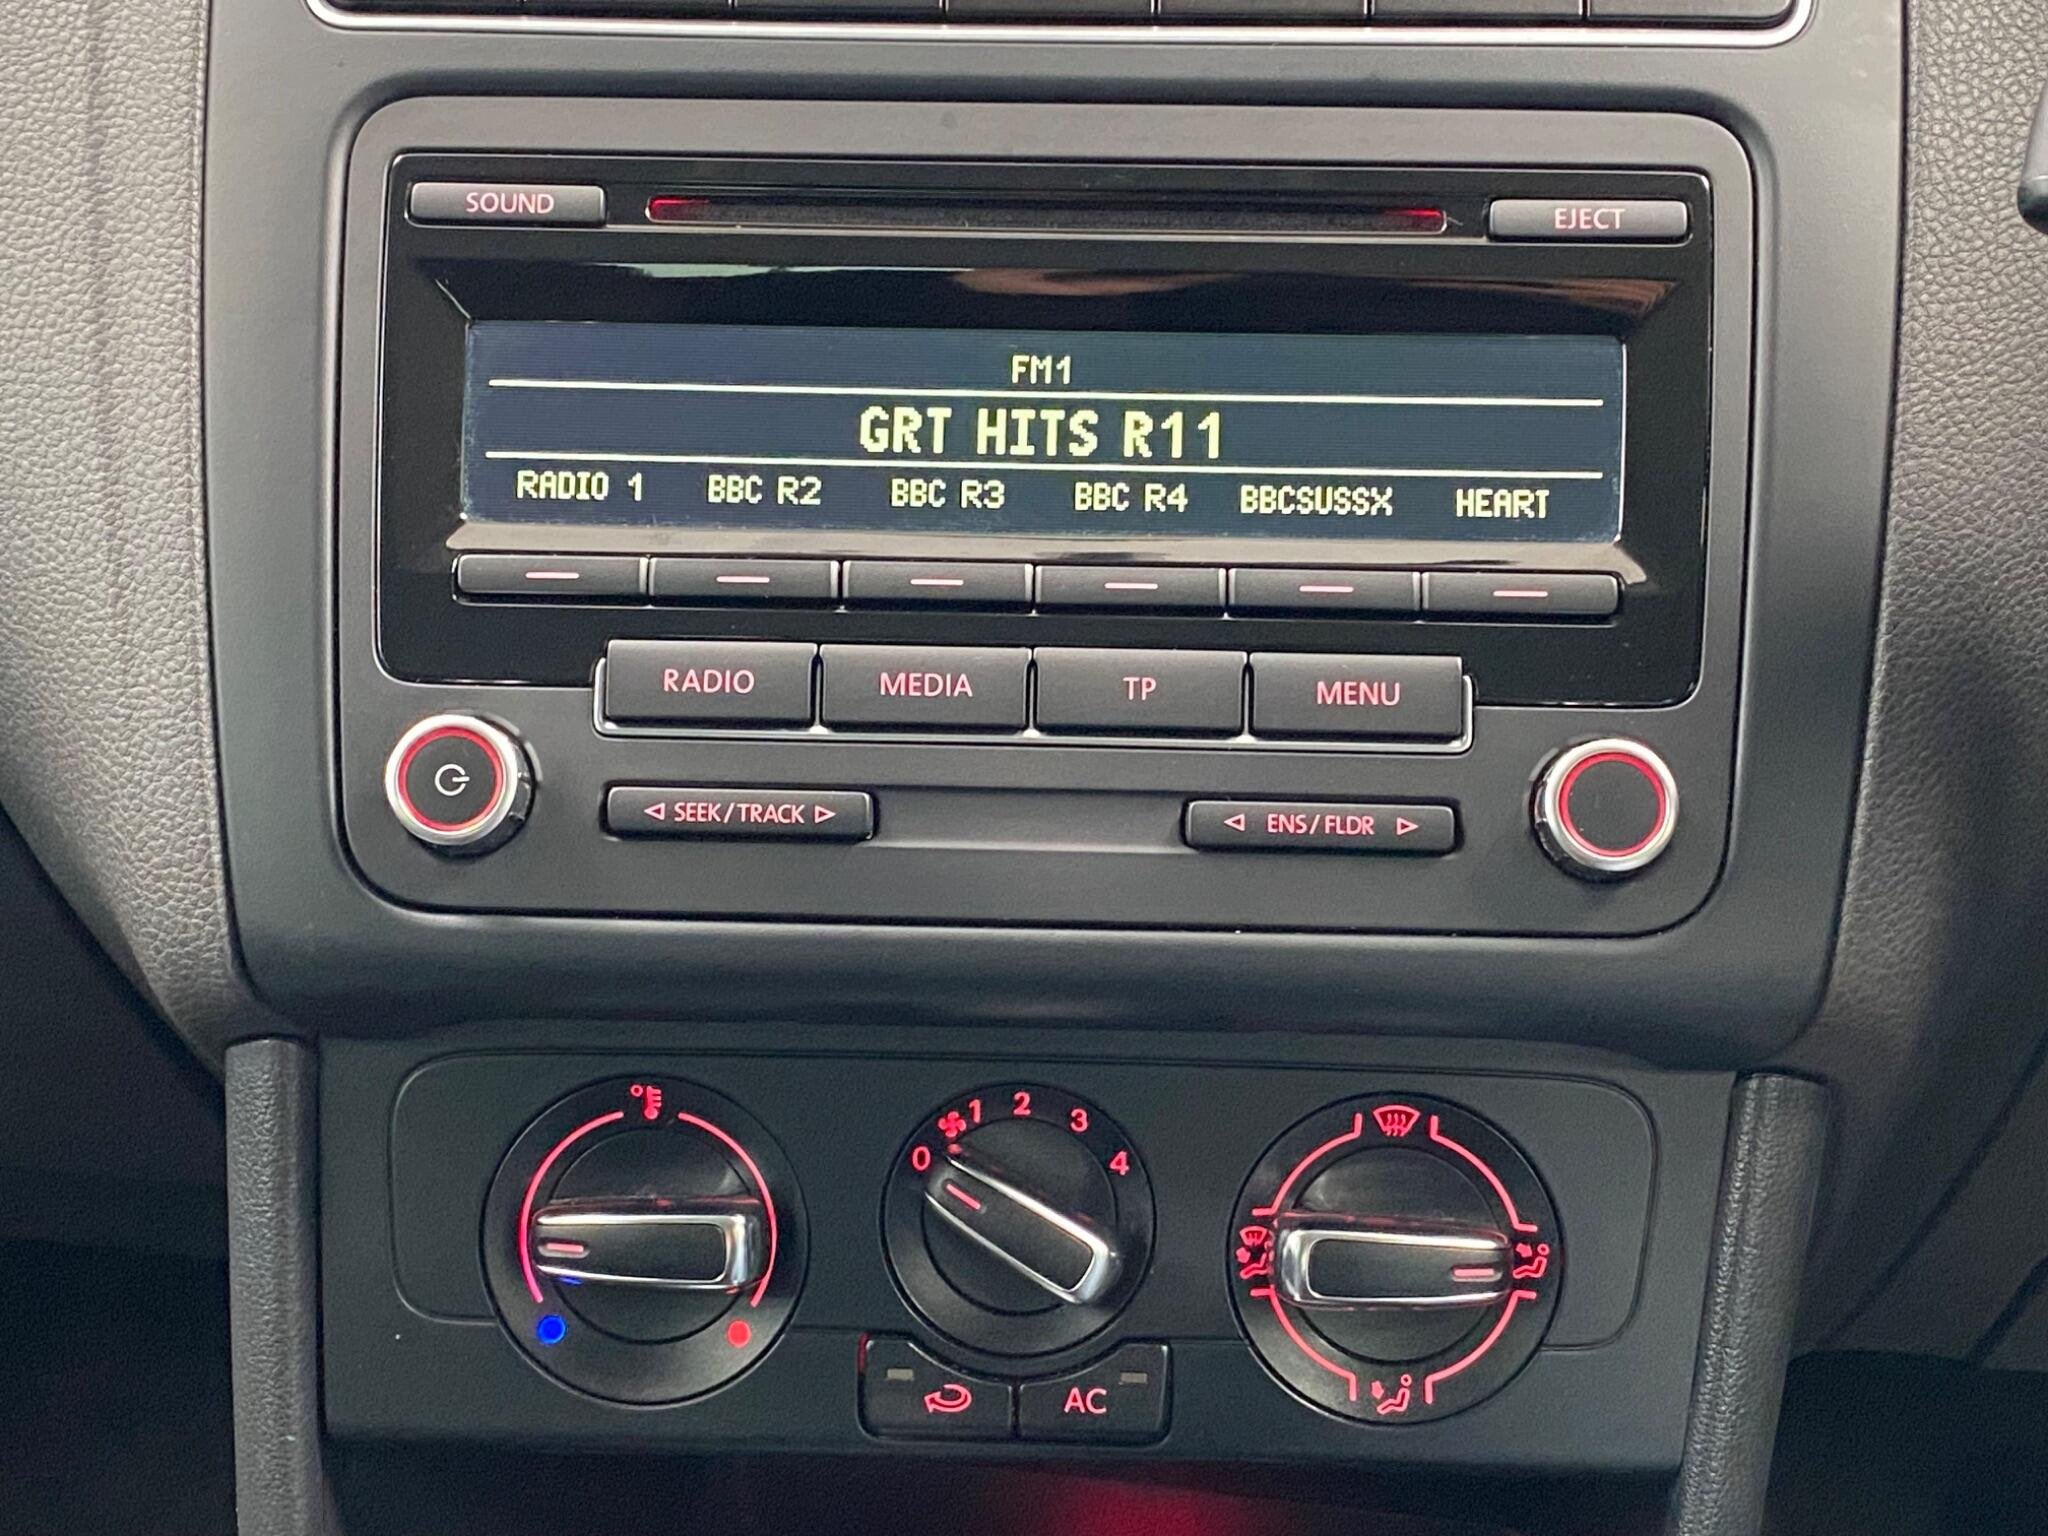 SOUND EJECT
FM1
GRT HITS R11
RADIO 1 BBC R2 BBC R3 BBC R4 BBCSUSSX HEART
RADIO MEDIA TP MENU
SEEK/TRACK ENS/FLDR
0 1 2 3 4
AC